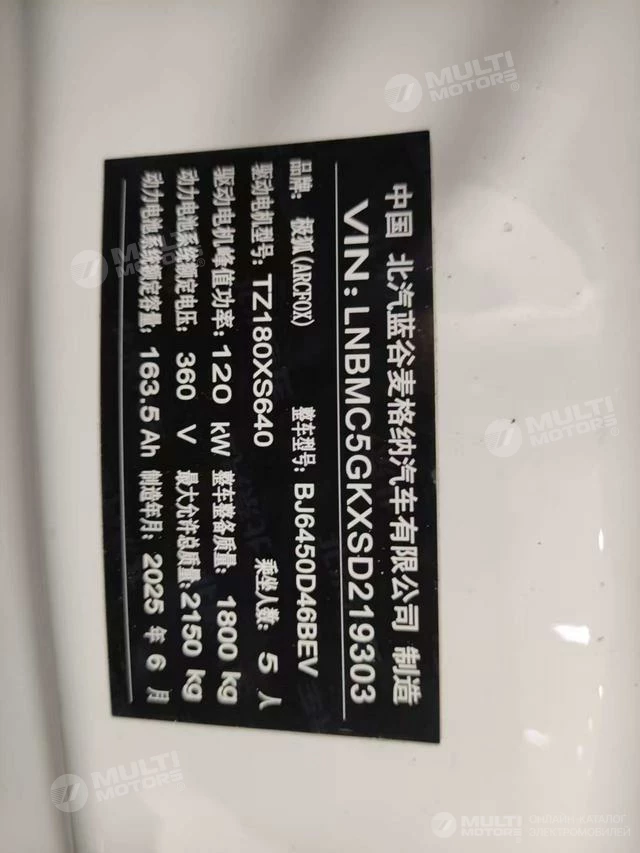 中国 北汽蓝谷麦格纳汽车有限公司 制造
VIN: LNBMC5GKXSD219303
品牌: 极狐(ARCFOX) 整车型号: BJ6450D46BEV
驱动电机型号: TZ180XS640 乘坐人数: 5 人
驱动电机峰值功率: 120 kW 整车整备质量: 1800 kg
动力电池系统额定电压: 360 V 最大允许总质量: 2150 kg
动力电池系统额定容量: 163.5 Ah 制造年月: 2025 年 6 月
MULTI MOTORS®
MULTI MOTORS®
MULTI MOTORS
MULTI MOTORS®
MULTI MOTORS® ОНЛАЙН-КАТАЛОГ ЭЛЕКТРОМОБИЛЕЙ